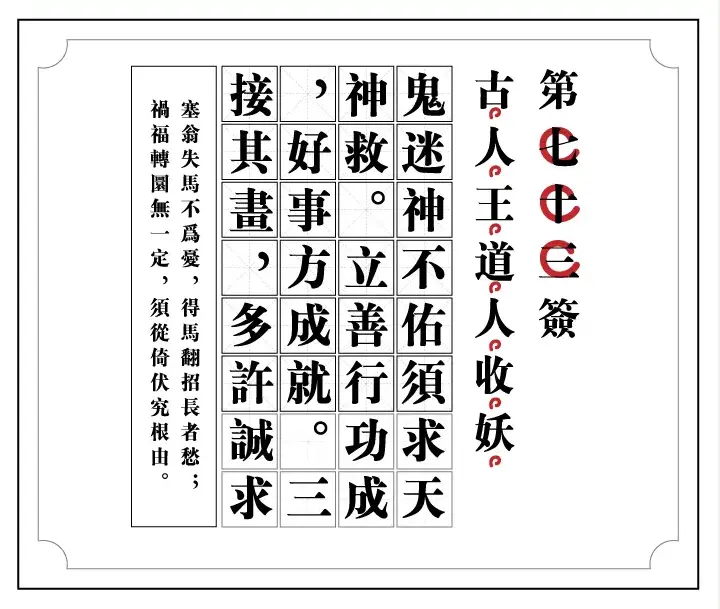 第七十三簽
古人王道人收妖
鬼迷神不佑須求天
神救。立善行功成
，好事方成就。三
接其畫，多許誠求
塞翁失馬不爲憂，得馬翻招長者愁；
禍福轉圜無一定，須從倚伏究根由。